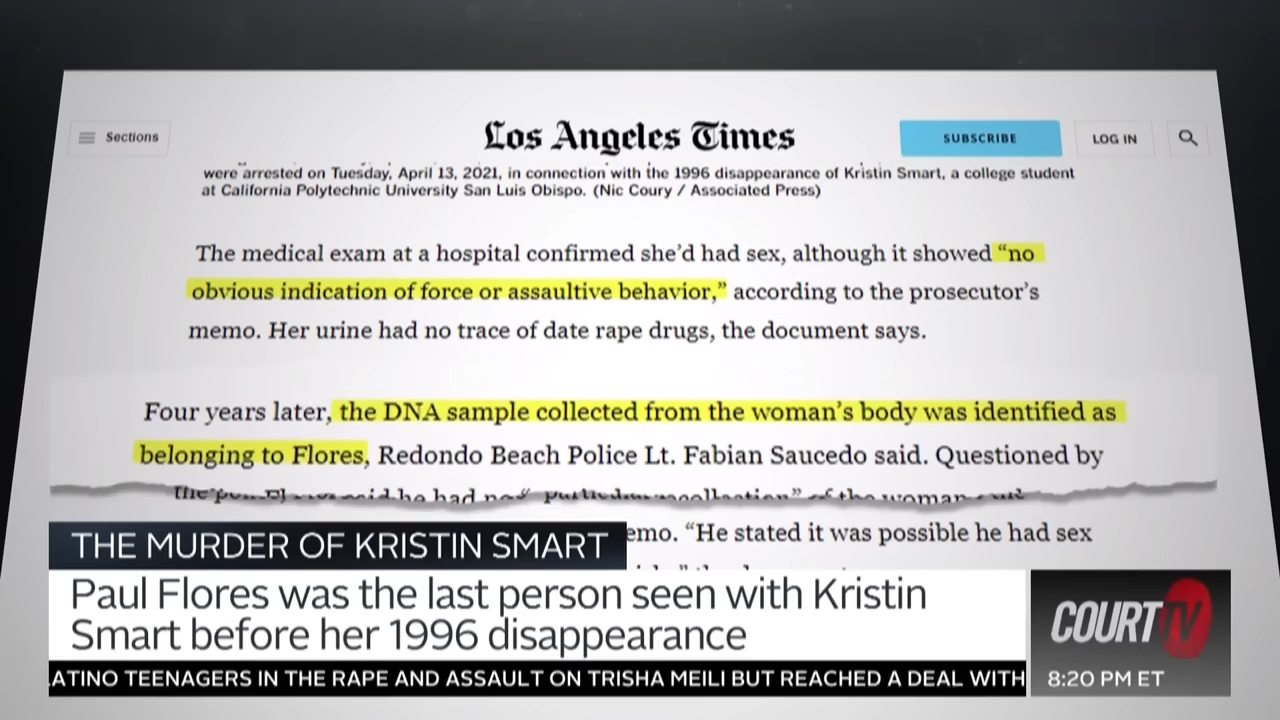 Sections
Los Angeles Times
SUBSCRIBE
LOG IN
were arrested on Tuesday, April 13, 2021, in connection with the 1996 disappearance of Kristin Smart, a college student
at California Polytechnic University San Luis Obispo. (Nic Coury / Associated Press)
The medical exam at a hospital confirmed she’d had sex, although it showed “no
obvious indication of force or assaultive behavior,” according to the prosecutor’s
memo. Her urine had no trace of date rape drugs, the document says.
Four years later, the DNA sample collected from the woman’s body was identified as
belonging to Flores, Redondo Beach Police Lt. Fabian Saucedo said. Questioned by
said he had
of the woman
emo. “He stated it was possible he had sex
THE MURDER OF KRISTIN SMART
Paul Flores was the last person seen with Kristin
Smart before her 1996 disappearance
COURT TV
ATINO TEENAGERS IN THE RAPE AND ASSAULT ON TRISHA MEILI BUT REACHED A DEAL WITH
8:20 PM ET